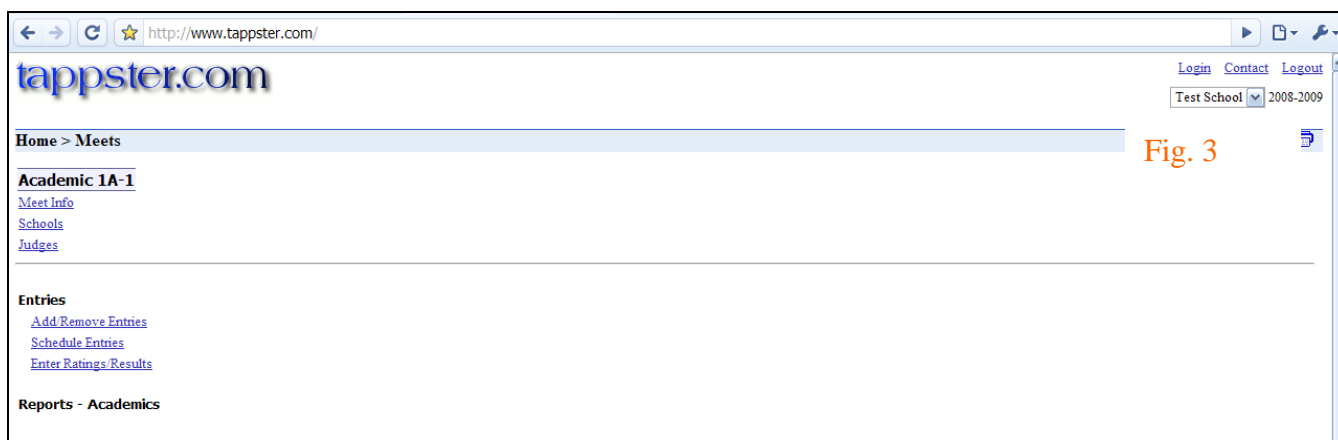 http://www.tappster.com/
tappster.com
Login Contact Logout
Test School 2008-2009
Home > Meets
Fig. 3
Academic 1A-1
Meet Info
Schools
Judges
Entries
Add/Remove Entries
Schedule Entries
Enter Ratings/Results
Reports - Academics